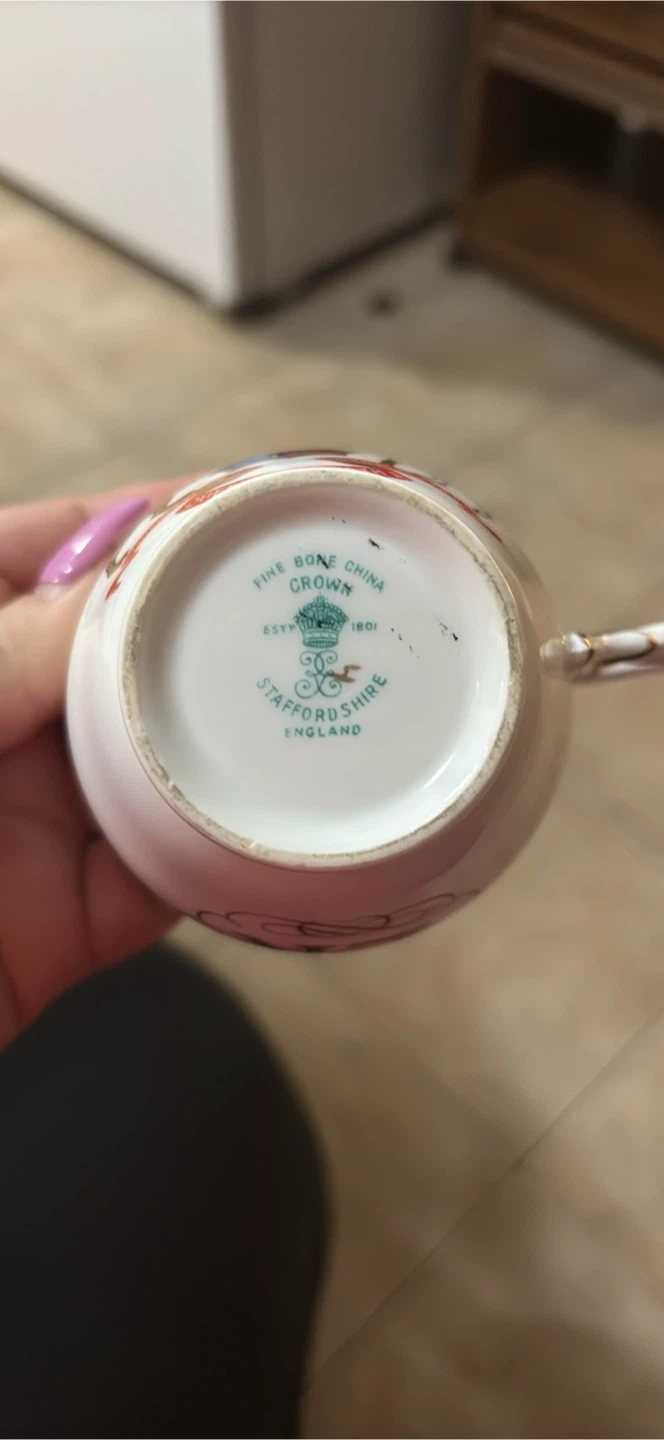 FINE BONE CHINA
CROWN
ESTD 1801
STAFFORDSHIRE
ENGLAND